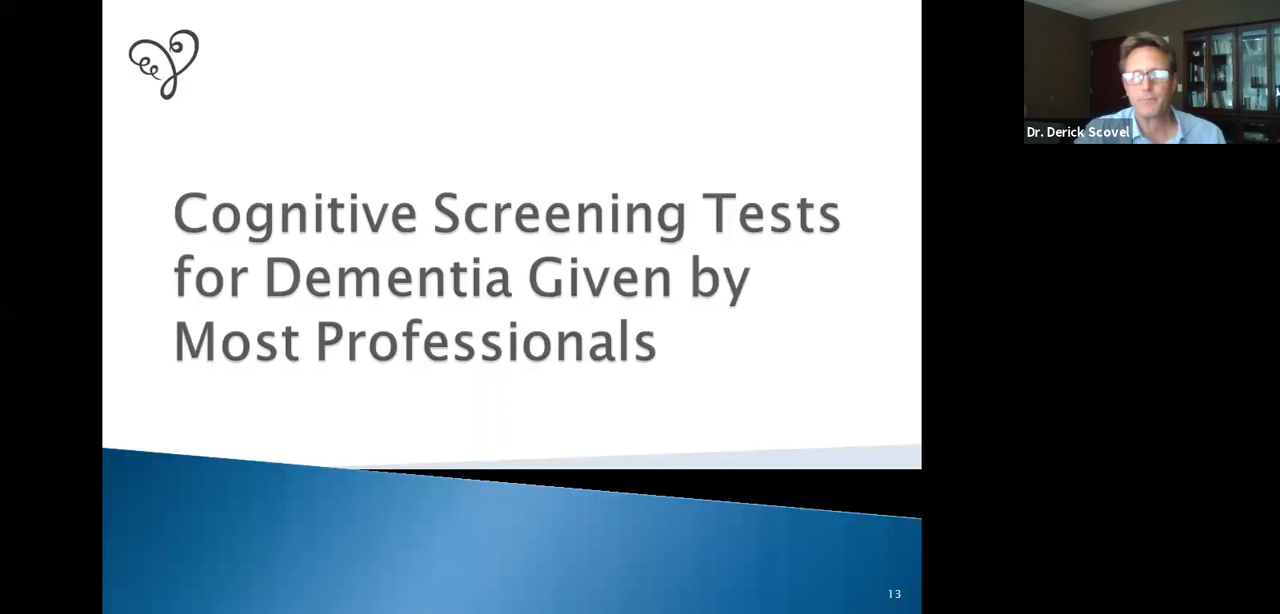 Cognitive Screening Tests
for Dementia Given by
Most Professionals
13
Dr. Derick Scovel